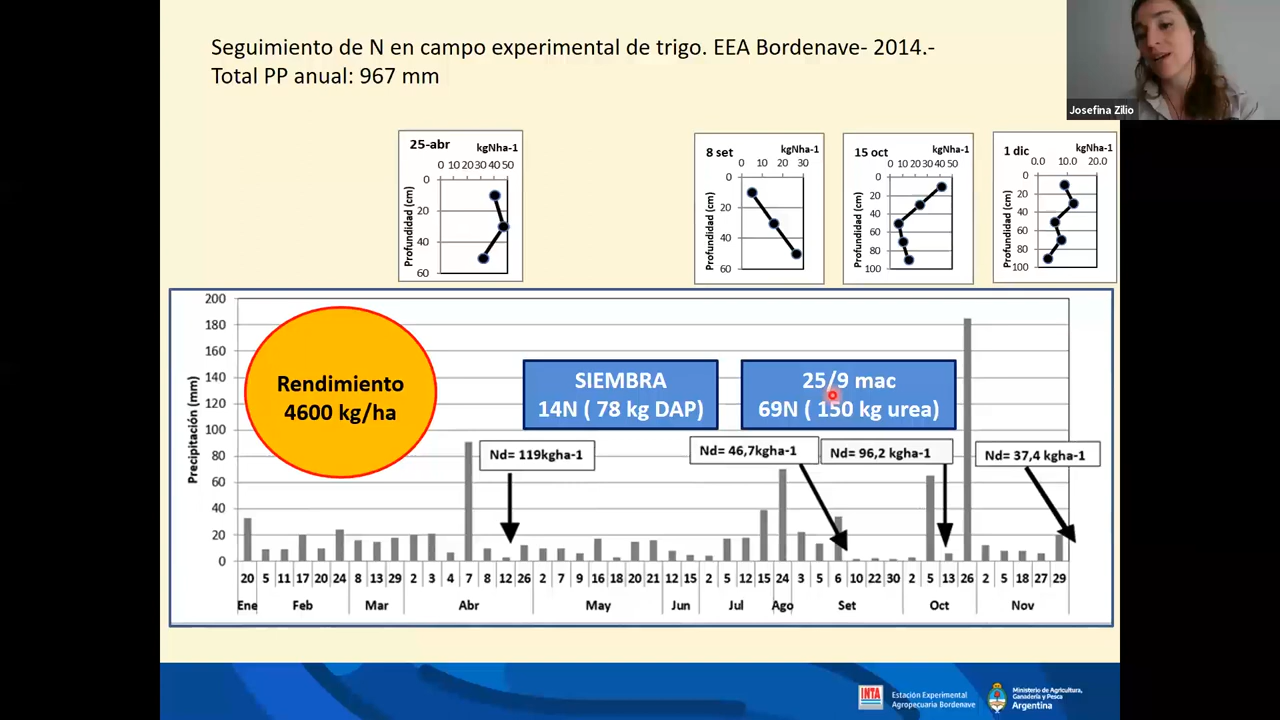 Seguimiento de N en campo experimental de trigo. EEA Bordenave- 2014.-
Total PP anual: 967 mm
Josefina Zilio
25-abr
kgNha-1
0 10 20 30 40 50
Profundidad (cm)
0
20
40
60
8 set
kgNha-1
0 10 20 30
Profundidad (cm)
0
20
40
60
15 oct
kgNha-1
0 10 20 30 40 50
Profundidad (cm)
0
20
40
60
80
100
1 dic
kgNha-1
0.0 10.0 20.0
Profundidad (cm)
0
20
40
60
80
100
Precipitación (mm)
200
180
160
140
120
100
80
60
40
20
0
Rendimiento
4600 kg/ha
SIEMBRA
14N ( 78 kg DAP)
25/9 mac
69N ( 150 kg urea)
Nd= 119kgha-1
Nd= 46,7kgha-1
Nd= 96,2 kgha-1
Nd= 37,4 kgha-1
20 5 11 17 20 24 8 13 29 2 3 4 7 8 12 26 2 7 9 16 18 20 21 12 15 2 5 12 15 24 3 5 6 10 22 30 2 5 13 26 2 5 18 27 29
Ene Feb Mar Abr May Jun Jul Ago Set Oct Nov
INTA
Estación Experimental
Agropecuaria Bordenave
Ministerio de Agricultura,
Ganadería y Pesca
Argentina